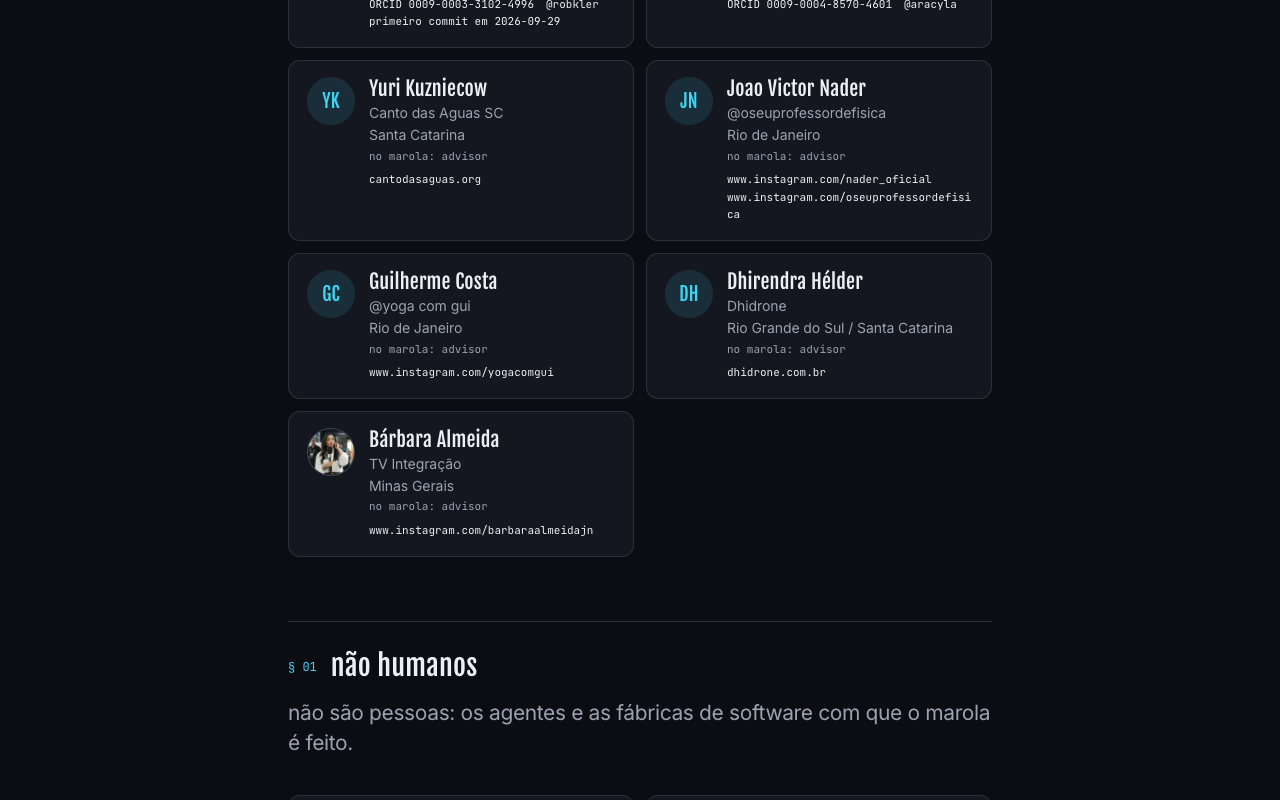 ORCID 0009-0003-3102-4996 @robkler
primeiro commit em 2026-09-29
ORCID 0009-0004-8570-4601 @aracyla
YK
Yuri Kuzniecow
Canto das Aguas SC
Santa Catarina
no marola: advisor
cantodasaguas.org
JN
Joao Victor Nader
@oseuprofessordefisica
Rio de Janeiro
no marola: advisor
www.instagram.com/nader_oficial
www.instagram.com/oseuprofessordefisi
ca
GC
Guilherme Costa
@yoga com gui
Rio de Janeiro
no marola: advisor
www.instagram.com/yogacomgui
DH
Dhirendra Hélder
Dhidrone
Rio Grande do Sul / Santa Catarina
no marola: advisor
dhidrone.com.br
Bárbara Almeida
TV Integração
Minas Gerais
no marola: advisor
www.instagram.com/barbaraalmeidajn
§ 01 não humanos
não são pessoas: os agentes e as fábricas de software com que o marola
é feito.